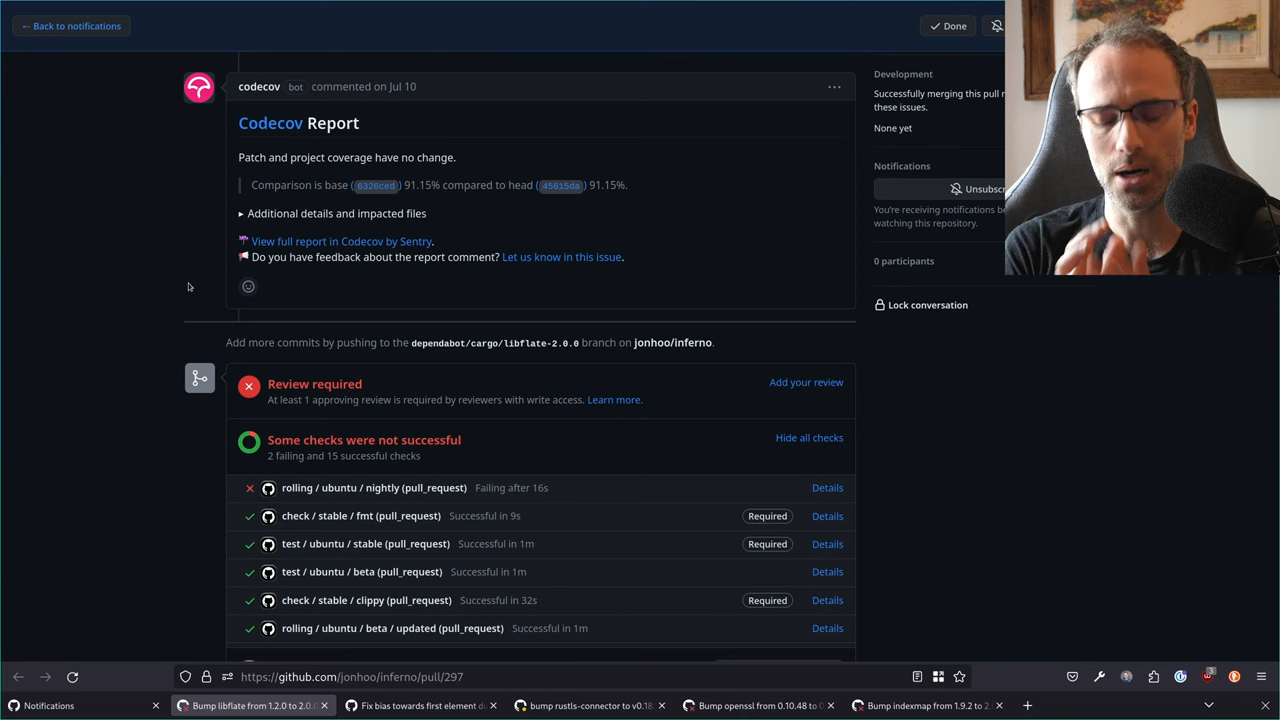 ← Back to notifications
Done
codecov bot commented on Jul 10
Codecov Report
Patch and project coverage have no change.
Comparison is base (6326ced) 91.15% compared to head (45615da) 91.15%.
▸ Additional details and impacted files
View full report in Codecov by Sentry.
Do you have feedback about the report comment? Let us know in this issue.
Development
Successfully merging this pull
these issues.
None yet
Notifications
Unsubsc
You're receiving notifications be
watching this repository.
0 participants
Lock conversation
Add more commits by pushing to the dependabot/cargo/libflate-2.0.0 branch on jonhoo/inferno.
Review required
Add your review
At least 1 approving review is required by reviewers with write access. Learn more.
Some checks were not successful
Hide all checks
2 failing and 15 successful checks
rolling / ubuntu / nightly (pull_request) Failing after 16s Details
check / stable / fmt (pull_request) Successful in 9s Required Details
test / ubuntu / stable (pull_request) Successful in 1m Required Details
test / ubuntu / beta (pull_request) Successful in 1m Details
check / stable / clippy (pull_request) Successful in 32s Required Details
rolling / ubuntu / beta / updated (pull_request) Successful in 1m Details
https://github.com/jonhoo/inferno/pull/297
3
Notifications
Bump libflate from 1.2.0 to 2.0.0
Fix bias towards first element d
bump rustls-connector to v0.18
Bump openssl from 0.10.48 to 0
Bump indexmap from 1.9.2 to 2